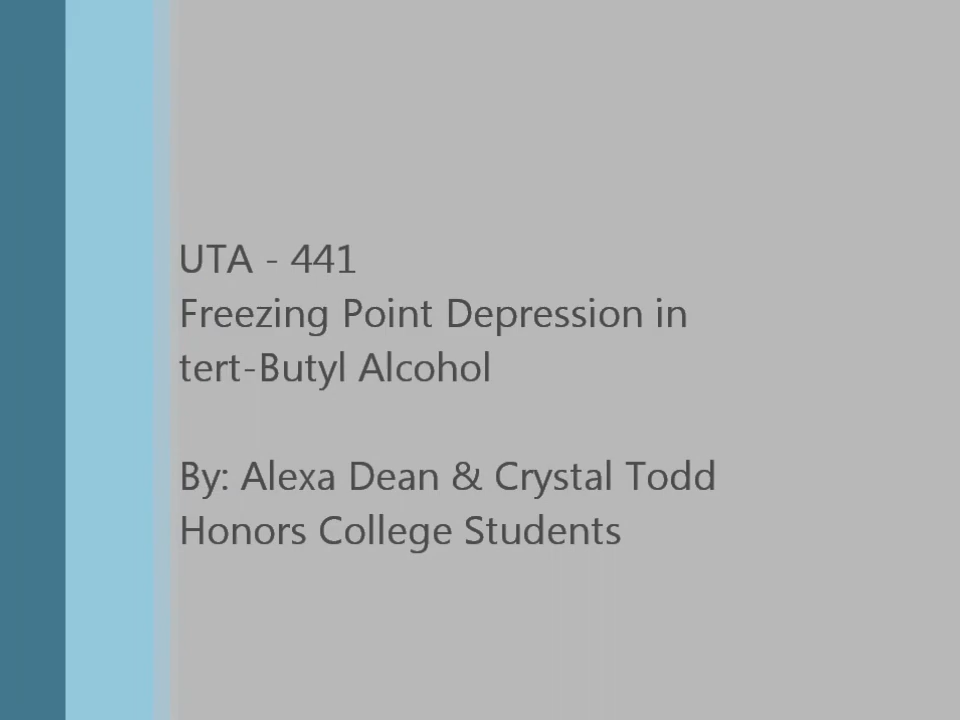 UTA - 441
Freezing Point Depression in
tert-Butyl Alcohol
By: Alexa Dean & Crystal Todd
Honors College Students